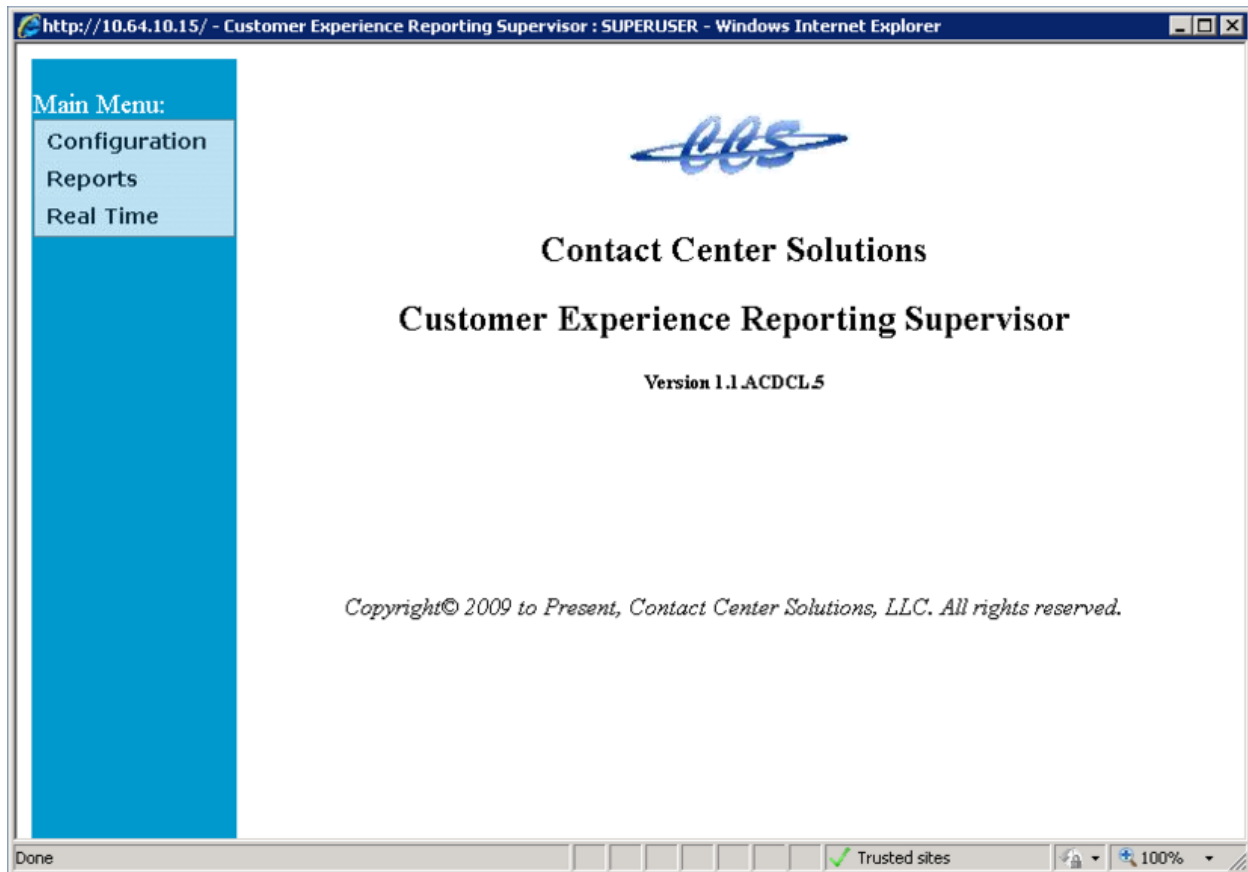 http://10.64.10.15/ - Customer Experience Reporting Supervisor : SUPERUSER - Windows Internet Explorer
Main Menu:
Configuration
Reports
Real Time
CCS
Contact Center Solutions
Customer Experience Reporting Supervisor
Version 1.1.ACDCL.5
Copyright© 2009 to Present, Contact Center Solutions, LLC. All rights reserved.
Done
Trusted sites
100%